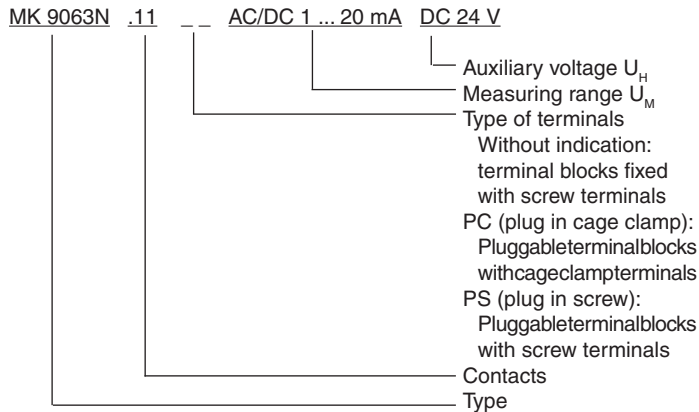 MK 9063N .11 _ _ AC/DC 1 ... 20 mA DC 24 V
Auxiliary voltage U_H
Measuring range U_M
Type of terminals
Without indication:
terminal blocks fixed
with screw terminals
PC (plug in cage clamp):
Pluggableterminalblocks
withcageclampterminals
PS (plug in screw):
Pluggableterminalblocks
with screw terminals
Contacts
Type